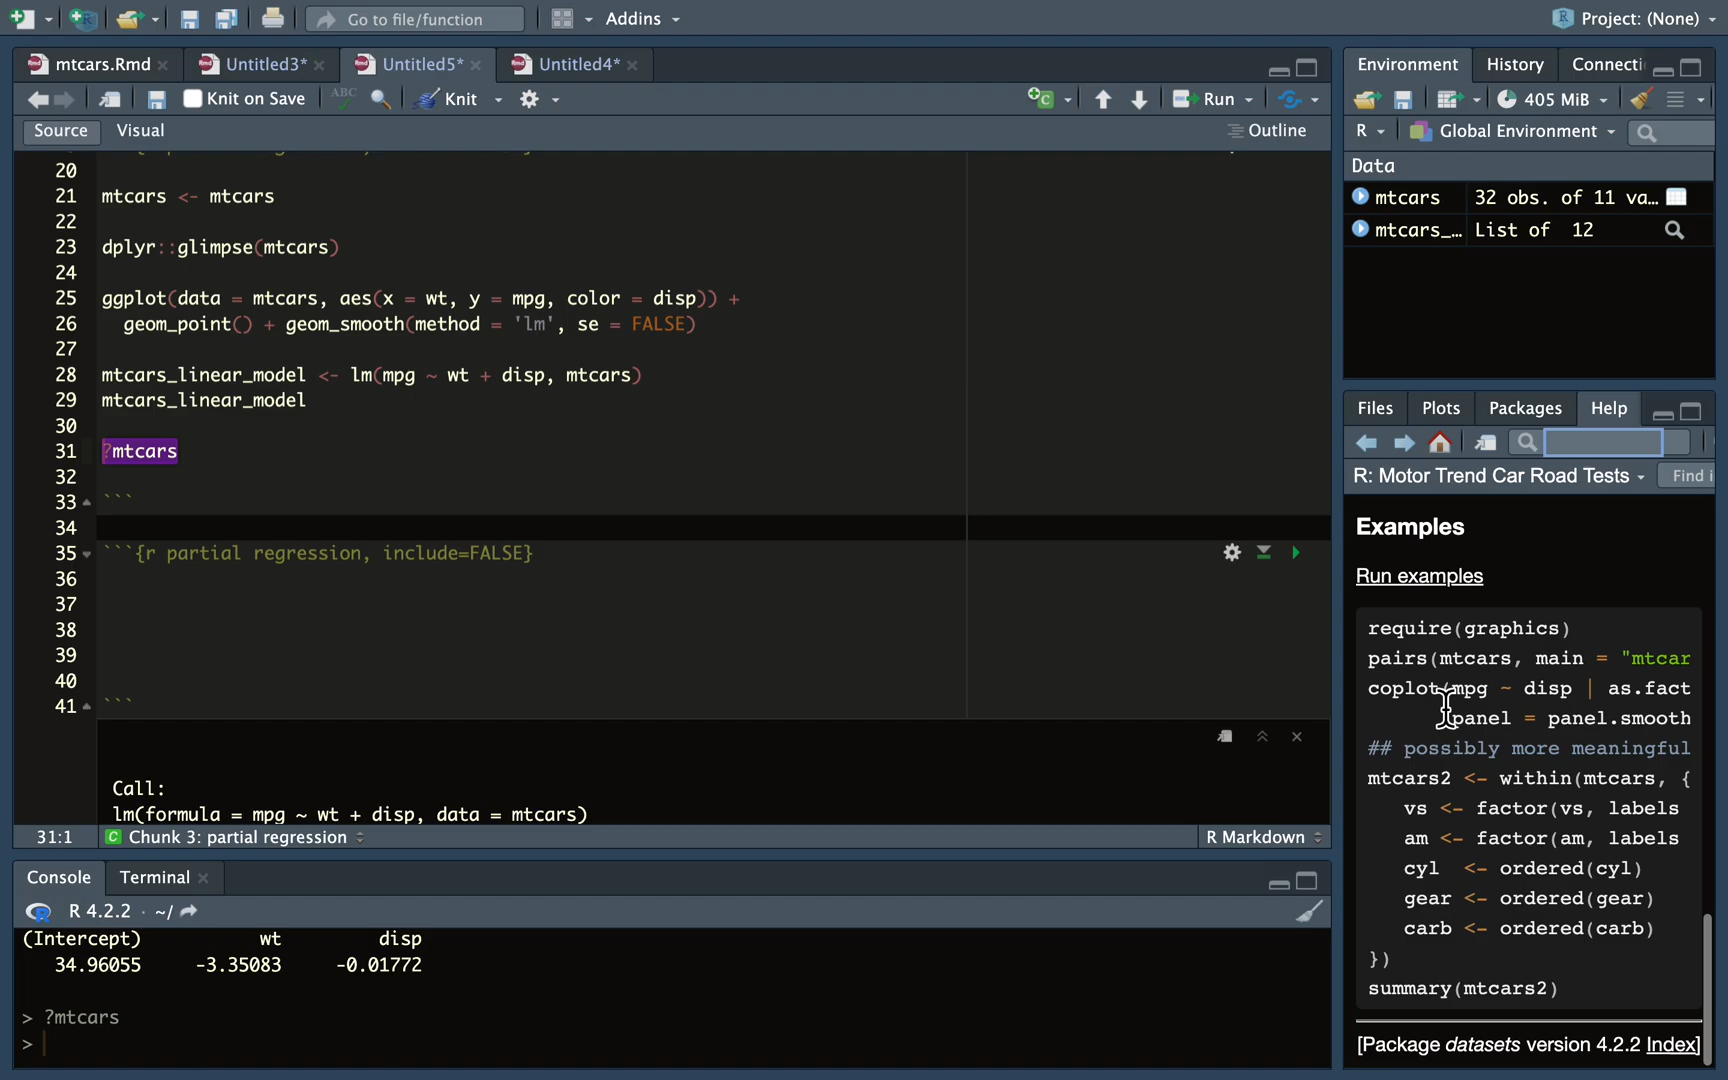 Go to file/function
Addins
Project: (None)
mtcars.Rmd
Untitled3*
Untitled5*
Untitled4*
Knit on Save
ABC
Knit
Run
Source
Visual
Outline
20
21 mtcars <- mtcars
22
23 dplyr::glimpse(mtcars)
24
25 ggplot(data = mtcars, aes(x = wt, y = mpg, color = disp)) +
26 geom_point() + geom_smooth(method = 'lm', se = FALSE)
27
28 mtcars_linear_model <- lm(mpg ~ wt + disp, mtcars)
29 mtcars_linear_model
30
31 ?mtcars
32
33 ```
34
35 ```{r partial regression, include=FALSE}
36
37
38
39
40
41 ```
Call:
lm(formula = mpg ~ wt + disp, data = mtcars)
31:1
Chunk 3: partial regression
R Markdown
Console
Terminal
R 4.2.2 · ~/
(Intercept) wt disp
34.96055 -3.35083 -0.01772
> ?mtcars
>
Environment
History
Connecti
405 MiB
R
Global Environment
Data
mtcars 32 obs. of 11 va…
mtcars_… List of 12
Files
Plots
Packages
Help
R: Motor Trend Car Road Tests
Find i
Examples
Run examples
require(graphics)
pairs(mtcars, main = "mtcar
coplot(mpg ~ disp | as.fact
panel = panel.smooth
## possibly more meaningful
mtcars2 <- within(mtcars, {
vs <- factor(vs, labels
am <- factor(am, labels
cyl <- ordered(cyl)
gear <- ordered(gear)
carb <- ordered(carb)
})
summary(mtcars2)
[Package datasets version 4.2.2 Index]